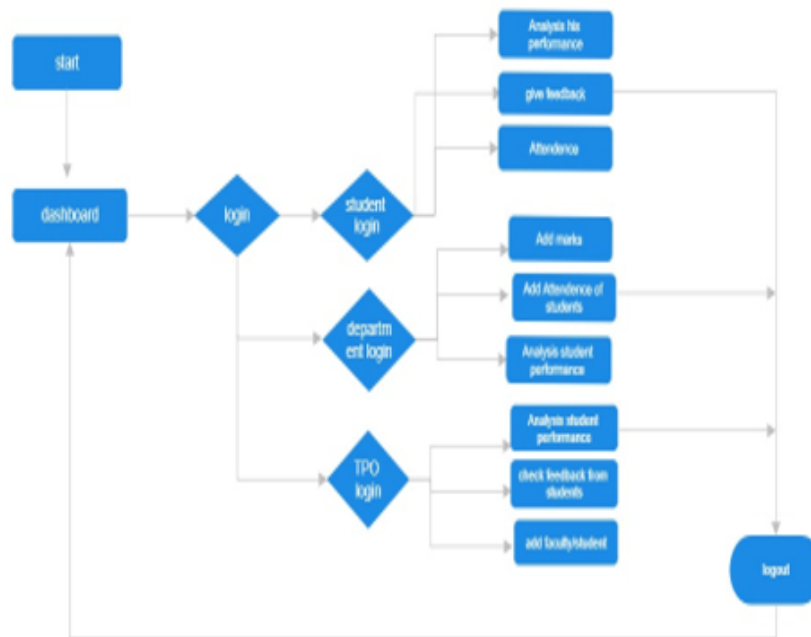 start
dashboard
login
student
login
Analysis his
performance
give feedback
Attendence
departm
ent login
Add marks
Add Attendence of
students
Analysis student
performance
TPO
login
Analysis student
performance
check feedback from
students
add faculty/student
logout